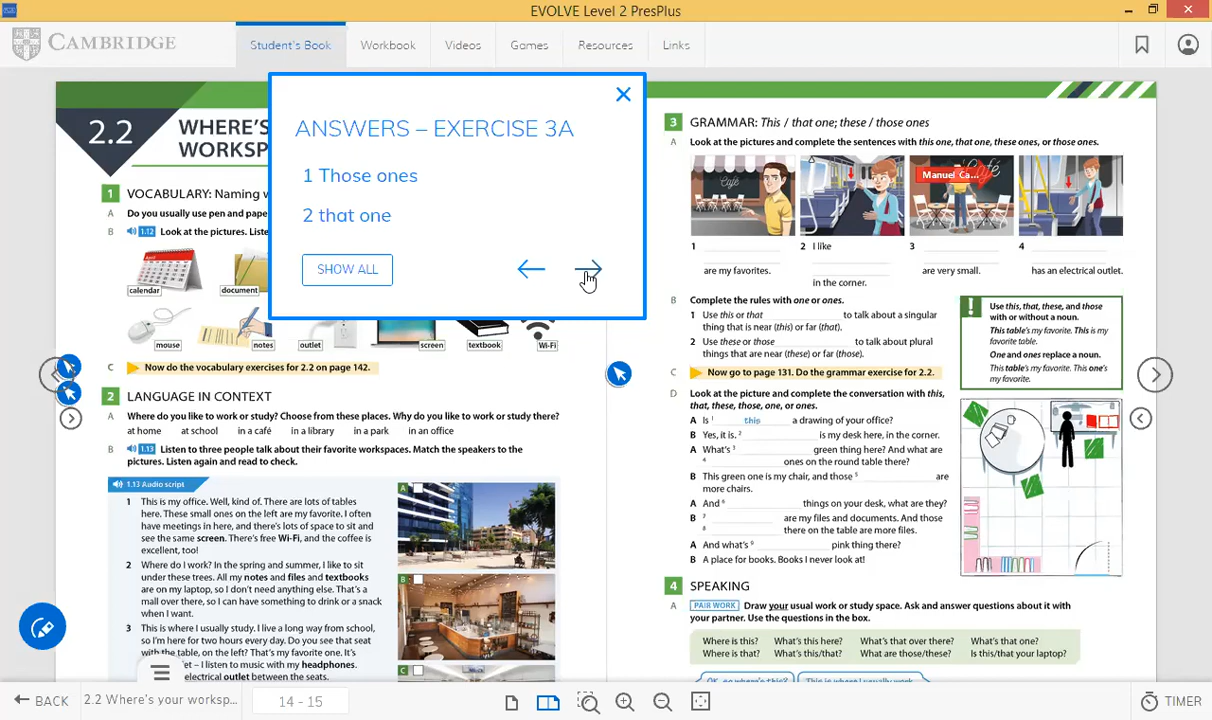 EVOLVE Level 2 PresPlus
CAMBRIDGE
Student's Book
Workbook
Videos
Games
Resources
Links
2.2
WHERE'S
WORKSP
1 VOCABULARY: Naming w
A Do you usually use pen and pape
B 1.12 Look at the pictures. Liste
calendar
document
mouse
notes
outlet
screen
textbook
Wi-Fi
C Now do the vocabulary exercises for 2.2 on page 142.
2 LANGUAGE IN CONTEXT
A Where do you like to work or study? Choose from these places. Why do you like to work or study there?
at home at school in a café in a library in a park in an office
B 1.13 Listen to three people talk about their favorite workspaces. Match the speakers to the
pictures. Listen again and read to check.
1.13 Audio script
1 This is my office. Well, kind of. There are lots of tables
here. These small ones on the left are my favorite. I often
have meetings in here, and there's lots of space to sit and
see the same screen. There's free Wi-Fi, and the coffee is
excellent, too!
2 Where do I work? In the spring and summer, I like to sit
under these trees. All my notes and files and textbooks
are on my laptop, so I don't need anything else. That's a
mall over there, so I can have something to drink or a snack
when I want.
3 This is where I usually study. I live a long way from school,
so I'm here for two hours every day. Do you see that seat
with the table, on the left? That's my favorite one. It's
et – I listen to music with my headphones.
electrical outlet between the seats.
A
B
C
ANSWERS – EXERCISE 3A
1 Those ones
2 that one
SHOW ALL
3 GRAMMAR: This / that one; these / those ones
A Look at the pictures and complete the sentences with this one, that one, these ones, or those ones.
Café
Manuel Ca...
1
are my favorites.
2 I like
in the corner.
3
are very small.
4
has an electrical outlet.
B Complete the rules with one or ones.
1 Use this or that to talk about a singular
thing that is near (this) or far (that).
2 Use these or those to talk about plural
things that are near (these) or far (those).
! Use this, that, these, and those
with or without a noun.
This table's my favorite. This is my
favorite table.
One and ones replace a noun.
This table's my favorite. This one's
my favorite.
C Now go to page 131. Do the grammar exercise for 2.2.
D Look at the picture and complete the conversation with this,
that, these, those, one, or ones.
A Is 1 this a drawing of your office?
B Yes, it is. 2 is my desk here, in the corner.
A What's 3 green thing here? And what are
4 ones on the round table there?
B This green one is my chair, and those 5 are
more chairs.
A And 6 things on your desk, what are they?
B 7 are my files and documents. And those
8 there on the table are more files.
A And what's 9 pink thing there?
B A place for books. Books I never look at!
4 SPEAKING
A PAIR WORK Draw your usual work or study space. Ask and answer questions about it with
your partner. Use the questions in the box.
Where is this? What's this here? What's that over there? What's that one?
Where is that? What's this/that? What are those/these? Is this/that your laptop?
OK, so where's this?
This is where I usually work.
BACK
2.2 Where's your worksp...
14 - 15
TIMER